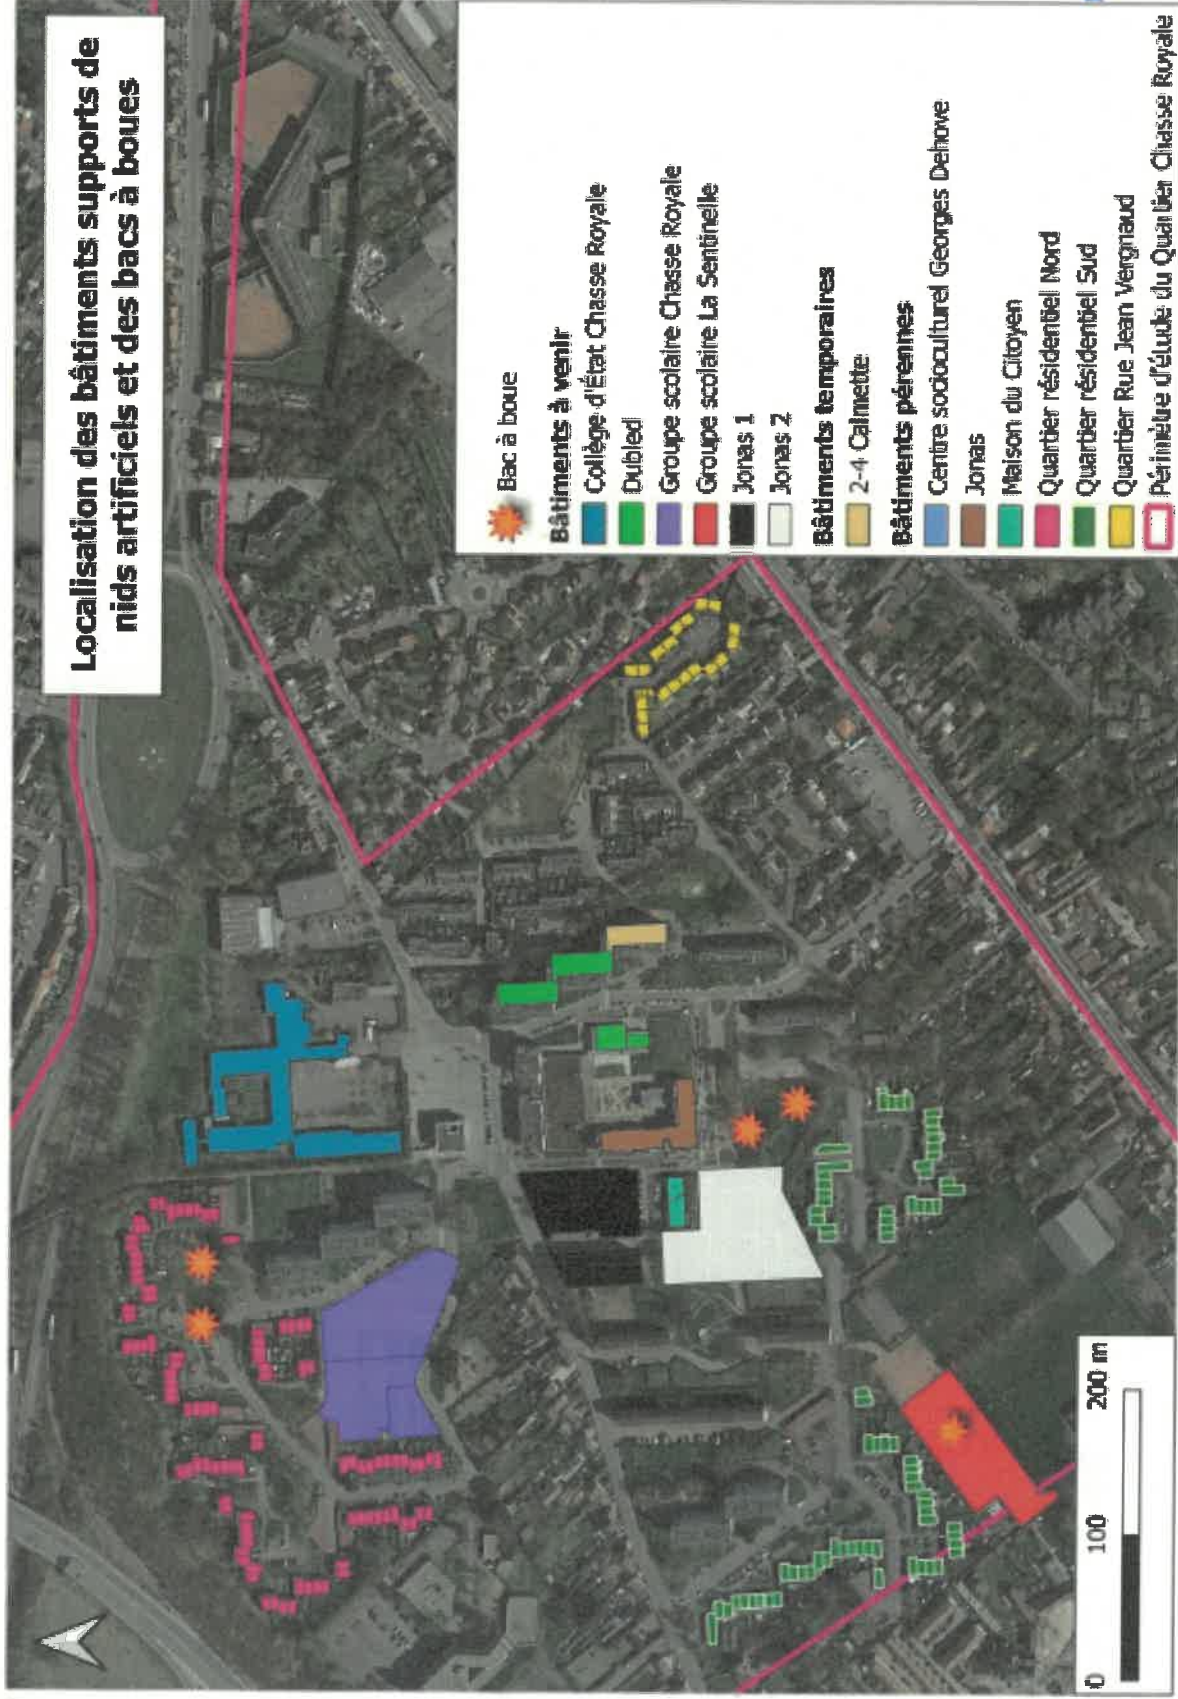 Localisation des bâtiments supports de
nids artificiels et des bacs à boues
Bac à boue
Bâtiments à venir
Collège d'État Chasse Royale
Dubled
Groupe scolaire Chasse Royale
Groupe scolaire La Sentinelle
Jonas 1
Jonas 2
Bâtiments temporaires
2-4 Calmette
Bâtiments pérennes
Centre socioculturel Georges Dehove
Jonas
Maison du Citoyen
Quartier résidentiel Nord
Quartier résidentiel Sud
Quartier Rue Jean Vergnaud
Périmètre d'étude du Quartier Chasse Royale
0 100 200 m